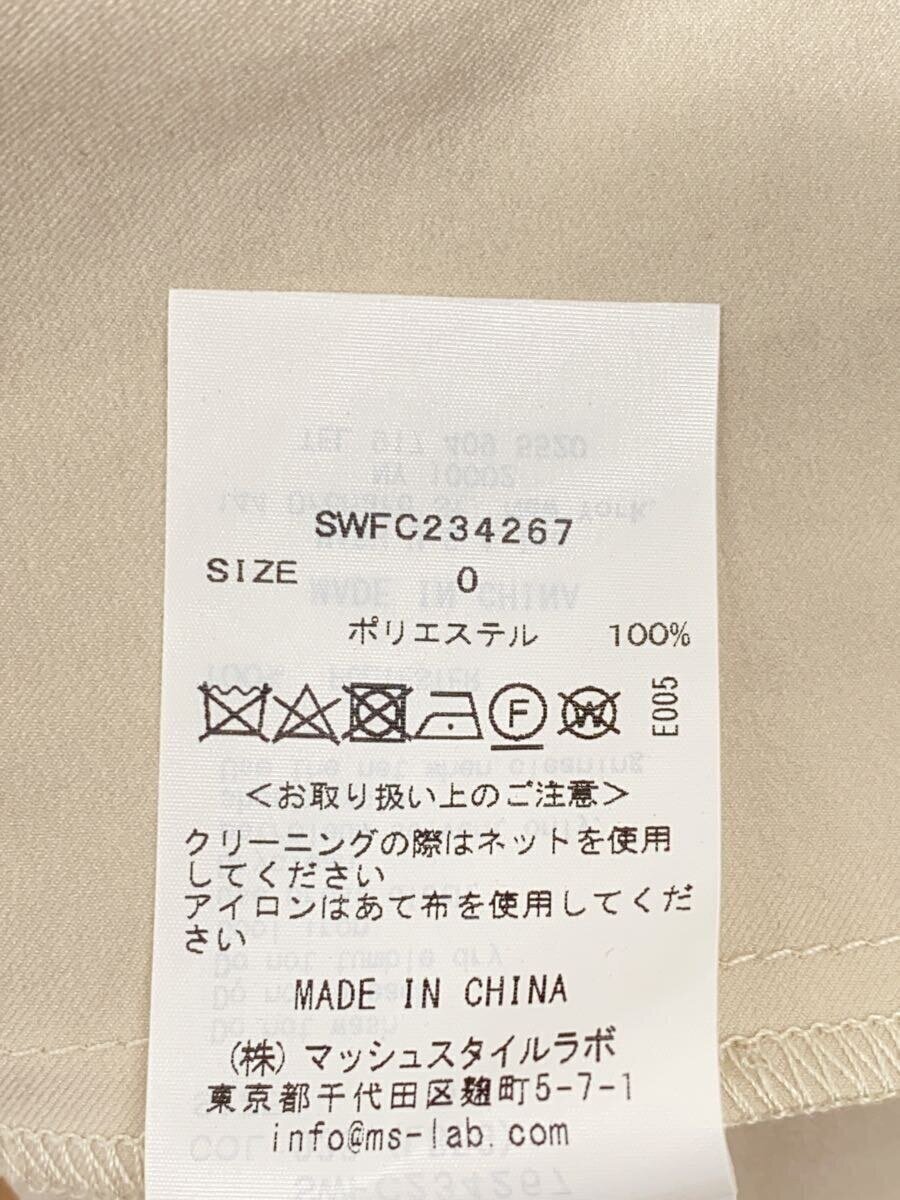 SWFC234267
SIZE 0
ポリエステル 100%
F W E005
<お取り扱い上のご注意>
クリーニングの際はネットを使用
してください
アイロンはあて布を使用してくだ
さい
MADE IN CHINA
(株)マッシュスタイルラボ
東京都千代田区麹町5-7-1
info@ms-lab.com